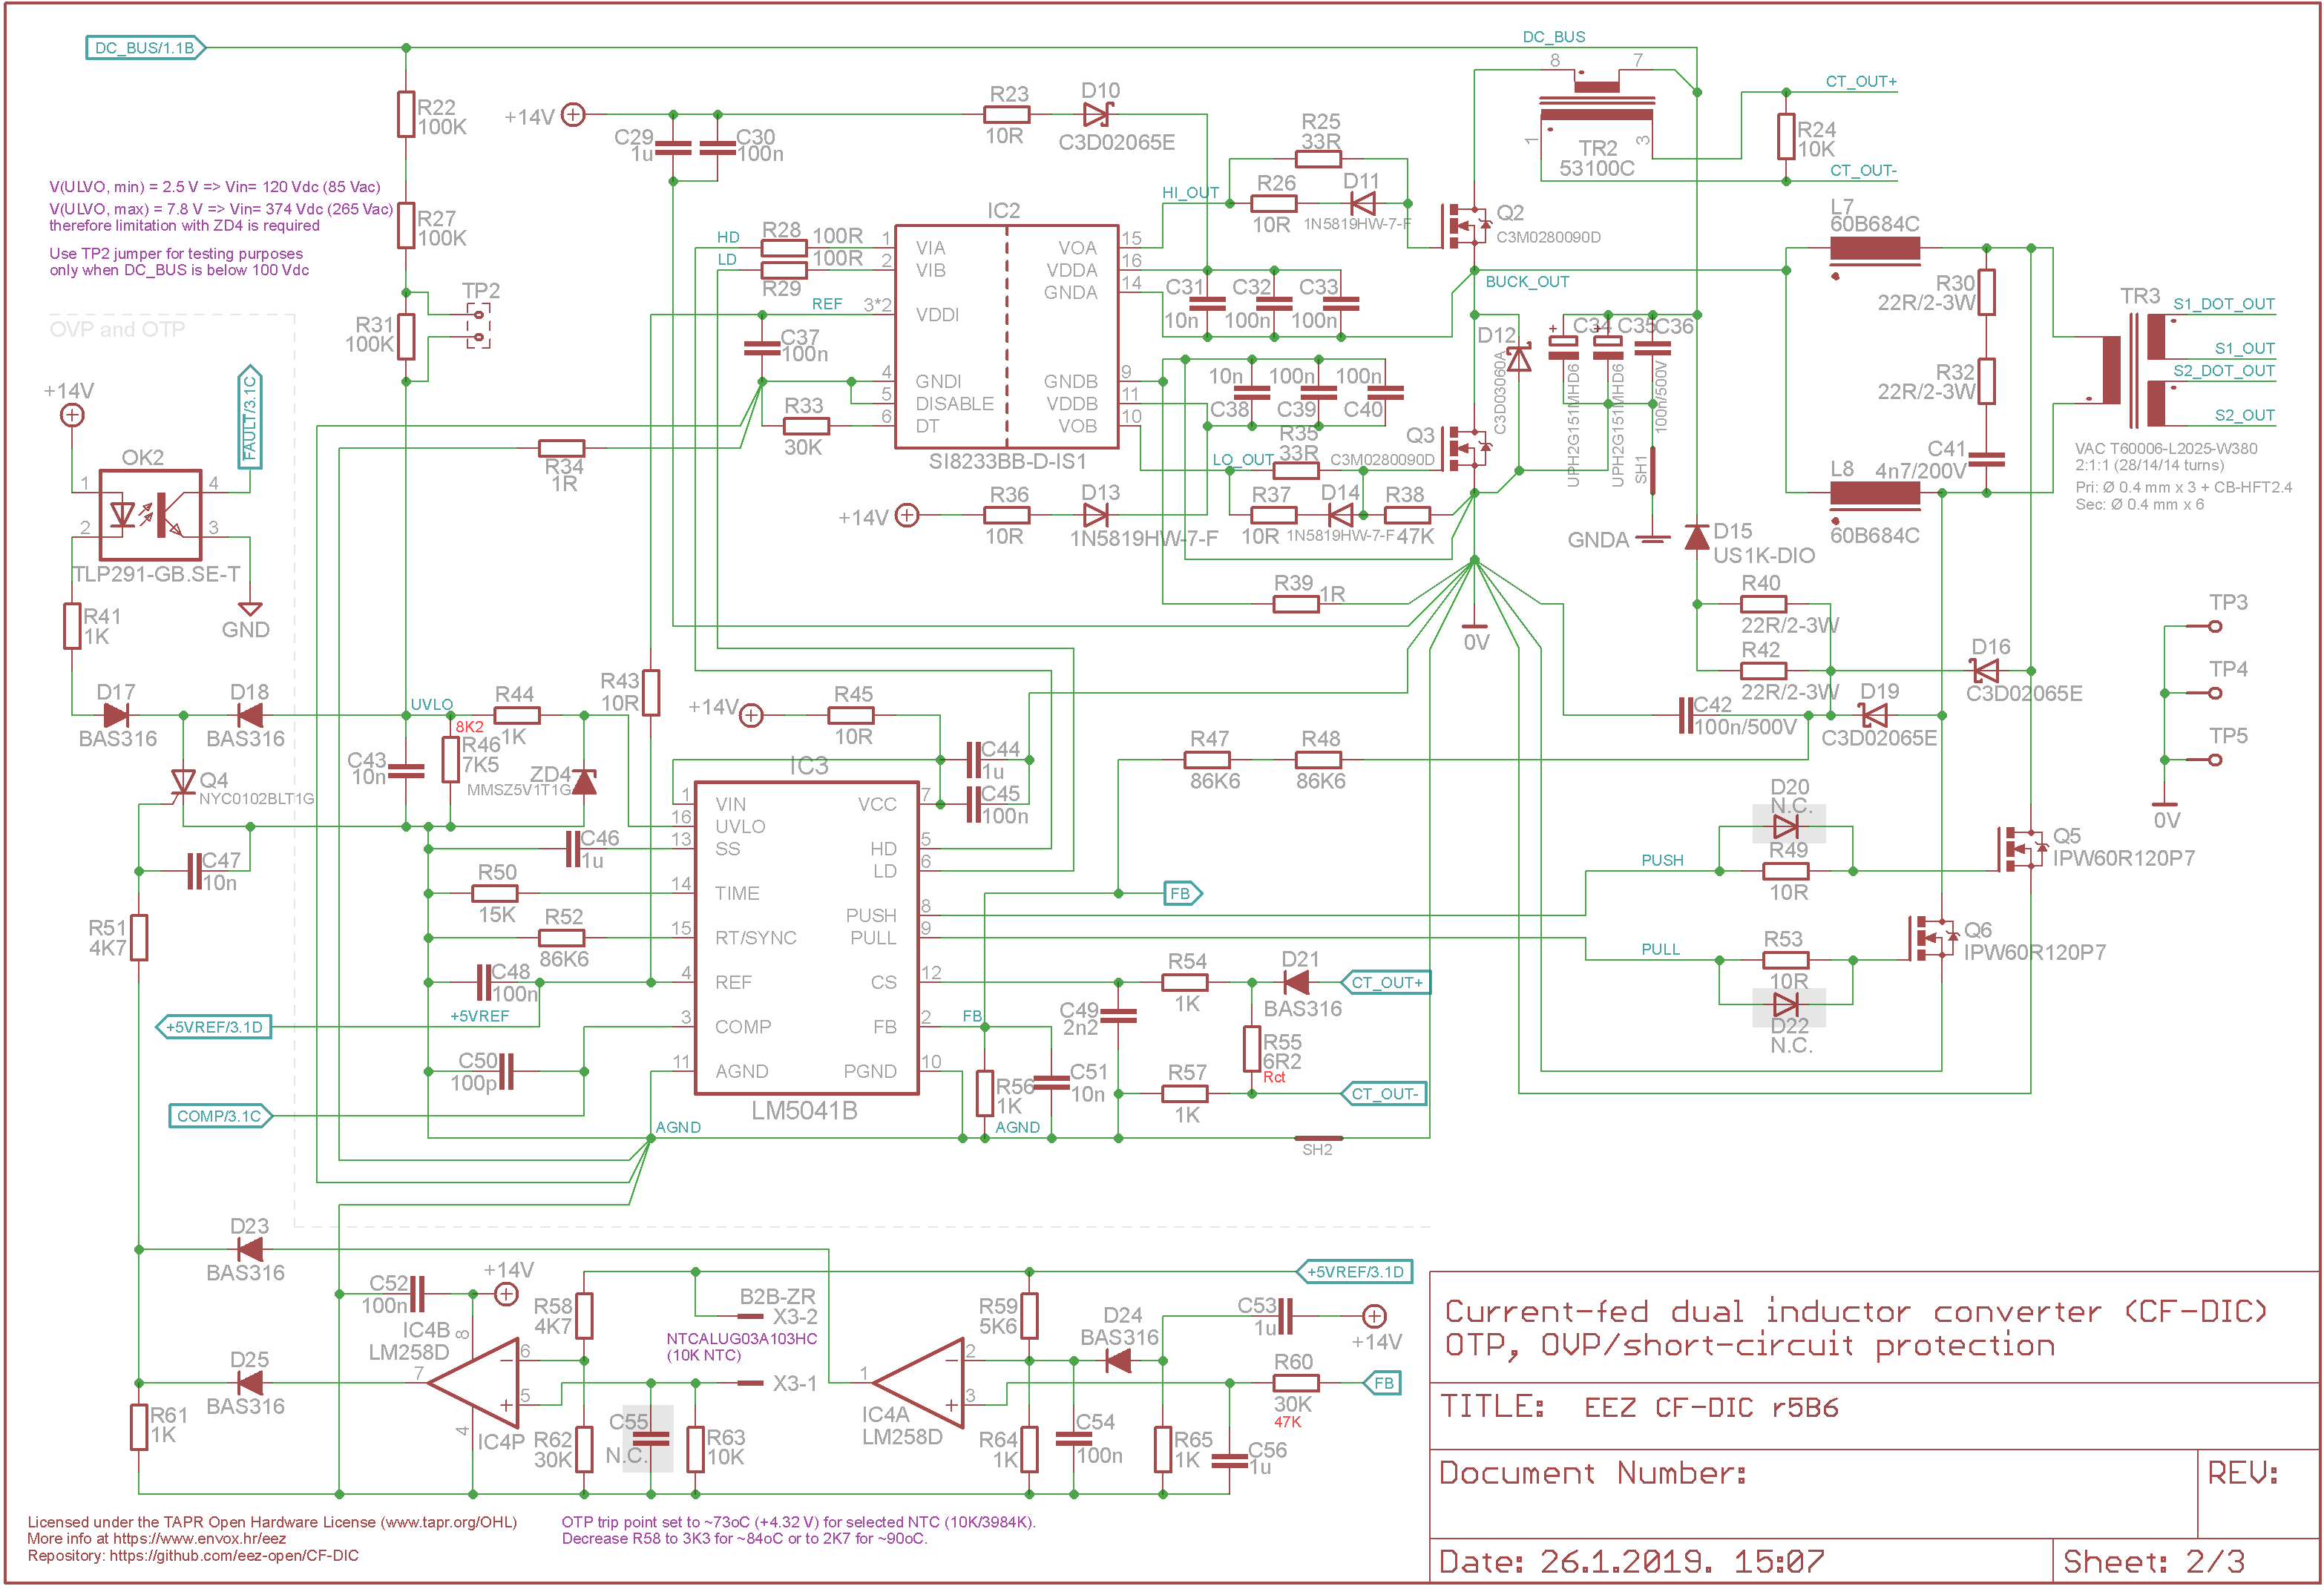 DC_BUS/1.1B
DC_BUS
8
7
CT_OUT+
R22
100K
+14V
C29
1u
C30
100n
R23
10R
D10
C3D02065E
R25
33R
1
3
TR2
53100C
R24
10K
CT_OUT-
V(ULVO, min) = 2.5 V => Vin= 120 Vdc (85 Vac)
V(ULVO, max) = 7.8 V => Vin= 374 Vdc (265 Vac)
therefore limitation with ZD4 is required
Use TP2 jumper for testing purposes
only when DC_BUS is below 100 Vdc
R27
100K
HI_OUT
R26
10R
D11
1N5819HW-7-F
Q2
C3M0280090D
L7
60B684C
IC2
HD
LD
R28
100R
R29
100R
1
2
3*2
4
5
6
VIA
VIB
VDDI
GNDI
DISABLE
DT
VOA
VDDA
GNDA
GNDB
VDDB
VOB
15
16
14
9
11
10
SI8233BB-D-IS1
REF
C31
10n
C32
100n
C33
100n
BUCK_OUT
R30
22R/2-3W
TR3
S1_DOT_OUT
S1_OUT
S2_DOT_OUT
S2_OUT
TP2
R31
100K
OVP and OTP
C37
100n
D12
C3D03060A
+
C34
UPH2G151MHD6
+
C35
UPH2G151MHD6
C36
100n/500V
SH1
GNDA
R32
22R/2-3W
+14V
FAULT/3.1C
R33
30K
10n
C38
100n
C39
100n
C40
Q3
C3M0280090D
C41
4n7/200V
VAC T60006-L2025-W380
2:1:1 (28/14/14 turns)
Pri: Ø 0.4 mm x 3 + CB-HFT2.4
Sec: Ø 0.4 mm x 6
OK2
1
2
4
3
TLP291-GB.SE-T
R34
1R
LO_OUT
R35
33R
L8
60B684C
+14V
R36
10R
D13
1N5819HW-7-F
R37
10R
D14
1N5819HW-7-F
R38
47K
D15
US1K-DIO
R41
1K
GND
R39
1R
0V
R40
22R/2-3W
R42
22R/2-3W
D16
C3D02065E
TP3
TP4
TP5
0V
D17
BAS316
D18
BAS316
UVLO
8K2
R44
1K
R43
10R
+14V
R45
10R
C42
100n/500V
D19
C3D02065E
C43
10n
R46
7K5
ZD4
MMSZ5V1T1G
Q4
NYC0102BLT1G
C44
1u
C45
100n
R47
86K6
R48
86K6
IC3
1
16
13
14
15
4
3
11
VIN
UVLO
SS
TIME
RT/SYNC
REF
COMP
AGND
VCC
HD
LD
PUSH
PULL
CS
FB
PGND
7
5
6
8
9
12
2
10
LM5041B
D20
N.C.
R49
10R
PUSH
Q5
IPW60R120P7
C46
1u
C47
10n
R50
15K
R51
4K7
R52
86K6
FB
PULL
R53
10R
D22
N.C.
Q6
IPW60R120P7
C48
100n
+5VREF
+5VREF/3.1D
C50
100p
COMP/3.1C
C49
2n2
R54
1K
D21
BAS316
CT_OUT+
FB
R55
6R2
Rct
R56
1K
C51
10n
R57
1K
CT_OUT-
AGND
AGND
SH2
D23
BAS316
C52
100n
+14V
R58
4K7
B2B-ZR
X3-2
NTCALUG03A103HC
(10K NTC)
X3-1
+5VREF/3.1D
R59
5K6
D24
BAS316
C53
1u
+14V
IC4B
LM258D
8
6
5
7
4
IC4P
D25
BAS316
R60
30K
47K
FB
R61
1K
R62
30K
C55
N.C.
R63
10K
1
2
3
IC4A
LM258D
R64
1K
C54
100n
R65
1K
C56
1u
Current-fed dual inductor converter (CF-DIC)
OTP, OVP/short-circuit protection
TITLE: EEZ CF-DIC r5B6
Document Number:
REV:
Date: 26.1.2019. 15:07
Sheet: 2/3
Licensed under the TAPR Open Hardware License (www.tapr.org/OHL)
More info at https://www.envox.hr/eez
Repository: https://github.com/eez-open/CF-DIC
OTP trip point set to ~73oC (+4.32 V) for selected NTC (10K/3984K).
Decrease R58 to 3K3 for ~84oC or to 2K7 for ~90oC.